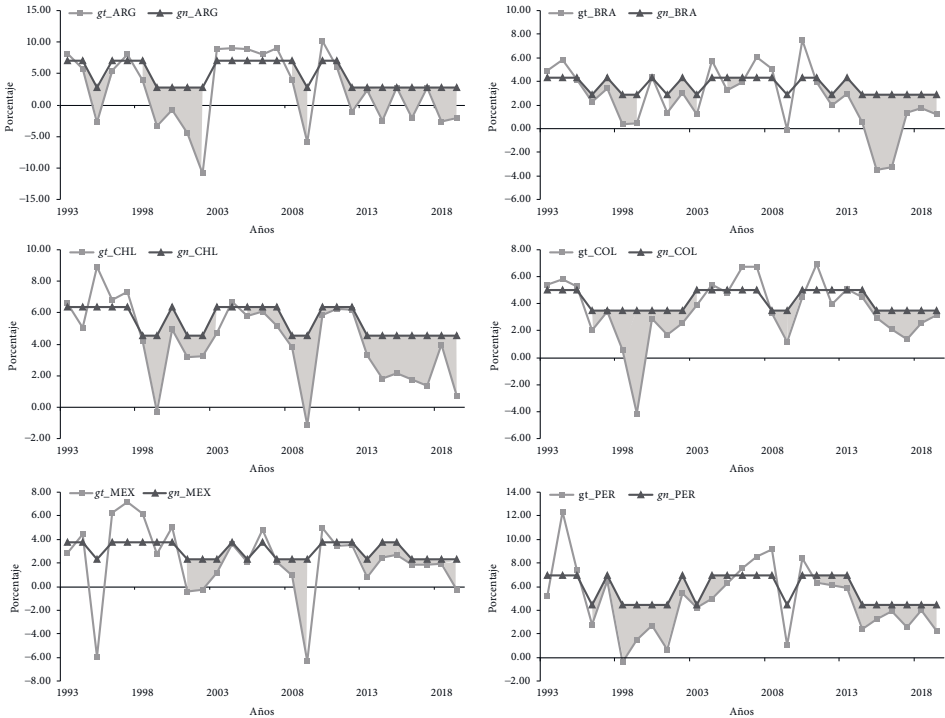 gt_ARG gn_ARG
15.00
10.00
5.00
0.00
−5.00
−10.00
−15.00
Porcentaje
1993 1998 2003 2008 2013 2018
Años
gt_BRA gn_BRA
10.00
8.00
6.00
4.00
2.00
0.00
−2.00
−4.00
−6.00
Porcentaje
1993 1998 2003 2008 2013 2018
Años
gt_CHL gn_CHL
10.00
8.00
6.00
4.00
2.00
0.00
−2.00
Porcentaje
1993 1998 2003 2008 2013 2018
Años
gt_COL gn_COL
8.00
6.00
4.00
2.00
0.00
−2.00
−4.00
−6.00
Porcentaje
1993 1998 2003 2008 2013 2018
Años
gt_MEX gn_MEX
8.00
6.00
4.00
2.00
0.00
−2.00
−4.00
−6.00
−8.00
Porcentaje
1993 1998 2003 2008 2013 2018
Años
gt_PER gn_PER
14.00
12.00
10.00
8.00
6.00
4.00
2.00
0.00
−2.00
Porcentaje
1993 1998 2003 2008 2013 2018
Años